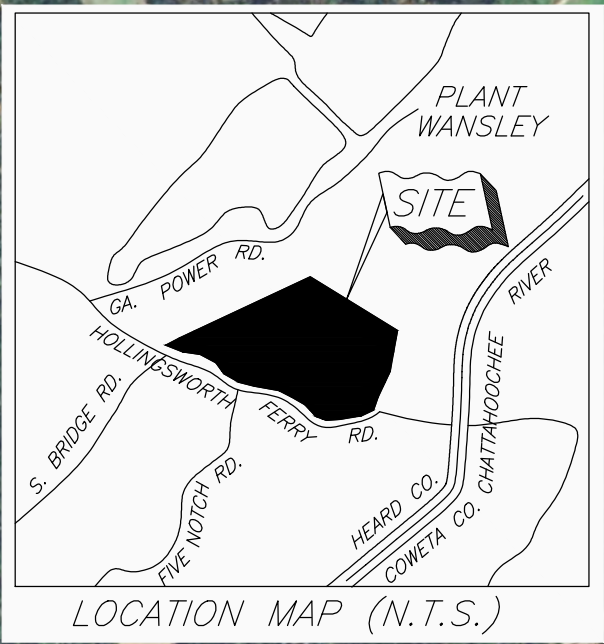 PLANT
WANSLEY
SITE
GA. POWER RD.
RIVER
HOLLINGSWORTH FERRY RD.
CHATTAHOOCHEE
S. BRIDGE RD.
FIVE NOTCH RD.
HEARD CO.
COWETA CO.
LOCATION MAP (N.T.S.)